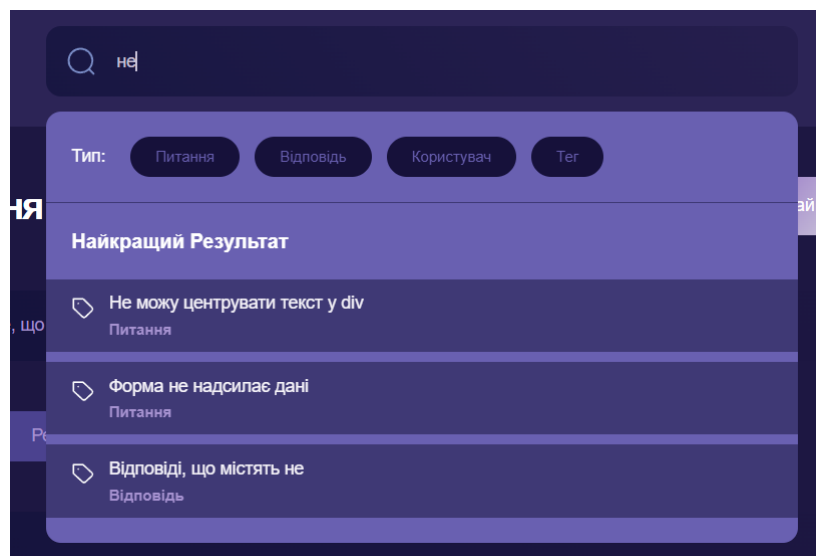 не
Тип: Питання Відповідь Користувач Тег
Найкращий Результат
Не можу центрувати текст у div
Питання
Форма не надсилає дані
Питання
Відповіді, що містять не
Відповідь
, що